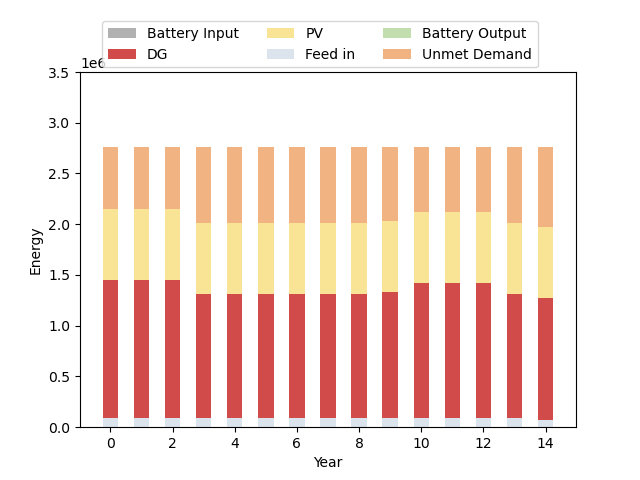 Battery Input PV Battery Output
DG Feed in Unmet Demand
1e6
3.5
3.0
2.5
2.0
1.5
1.0
0.5
0.0
Energy
0 2 4 6 8 10 12 14
Year